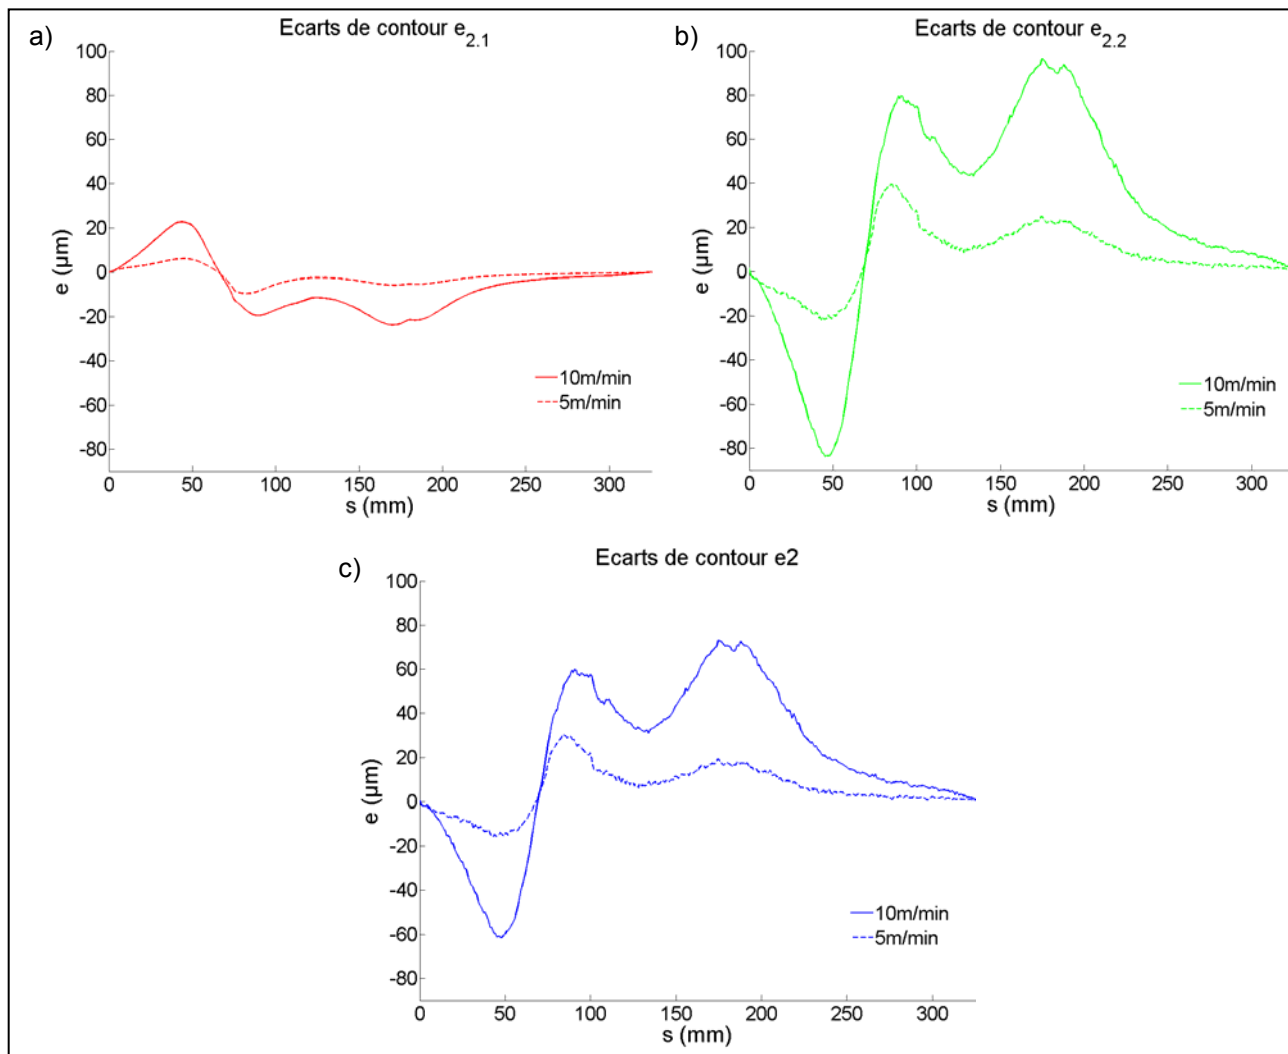 a)
Ecarts de contour e2.1
100
80
60
40
20
0
-20
-40
-60
-80
e (µm)
0 50 100 150 200 250 300
s (mm)
10m/min
5m/min
b)
Ecarts de contour e2.2
100
80
60
40
20
0
-20
-40
-60
-80
e (µm)
0 50 100 150 200 250 300
s (mm)
10m/min
5m/min
c)
Ecarts de contour e2
100
80
60
40
20
0
-20
-40
-60
-80
e (µm)
0 50 100 150 200 250 300
s (mm)
10m/min
5m/min